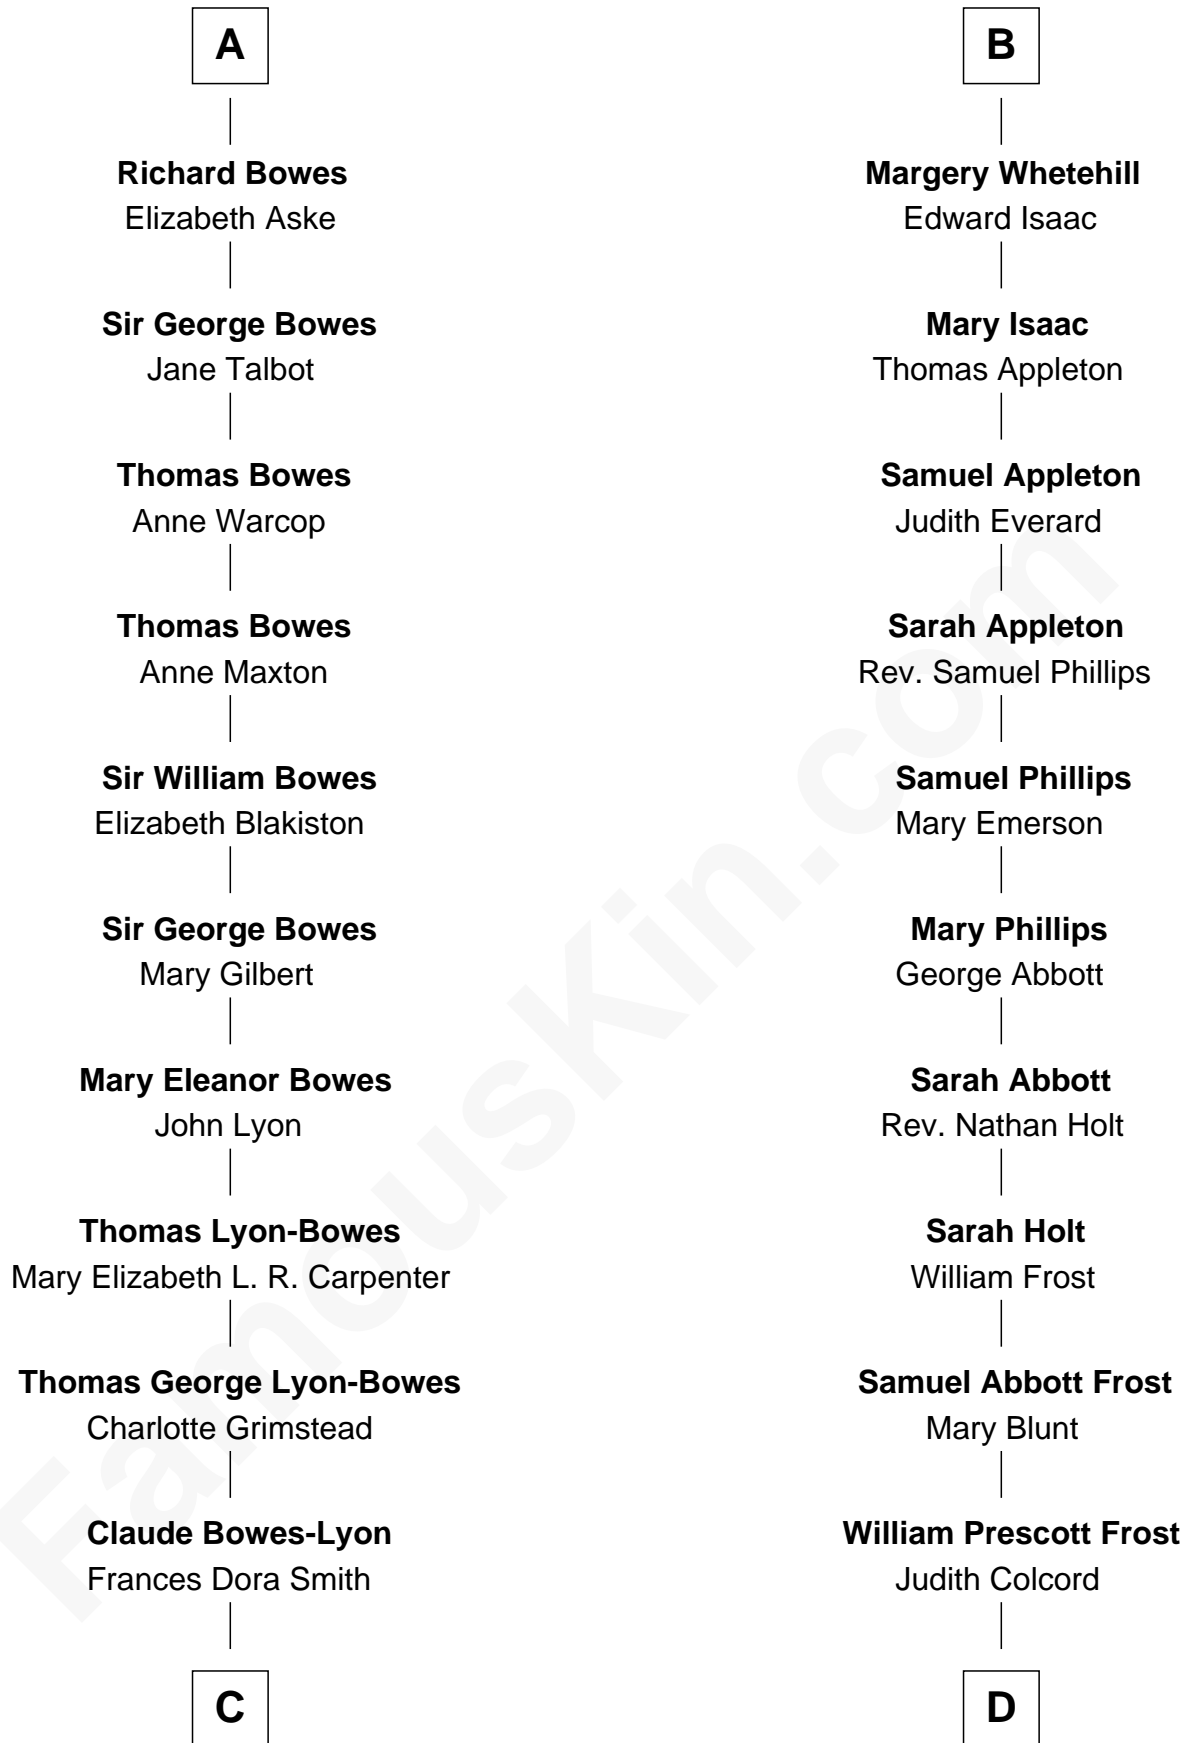 A
Richard Bowes
Elizabeth Aske
Sir George Bowes
Jane Talbot
Thomas Bowes
Anne Warcop
Thomas Bowes
Anne Maxton
Sir William Bowes
Elizabeth Blakiston
Sir George Bowes
Mary Gilbert
Mary Eleanor Bowes
John Lyon
Thomas Lyon-Bowes
Mary Elizabeth L. R. Carpenter
Thomas George Lyon-Bowes
Charlotte Grimstead
Claude Bowes-Lyon
Frances Dora Smith
C
B
Margery Whetehill
Edward Isaac
Mary Isaac
Thomas Appleton
Samuel Appleton
Judith Everard
Sarah Appleton
Rev. Samuel Phillips
Samuel Phillips
Mary Emerson
Mary Phillips
George Abbott
Sarah Abbott
Rev. Nathan Holt
Sarah Holt
William Frost
Samuel Abbott Frost
Mary Blunt
William Prescott Frost
Judith Colcord
D
FamousKin.com